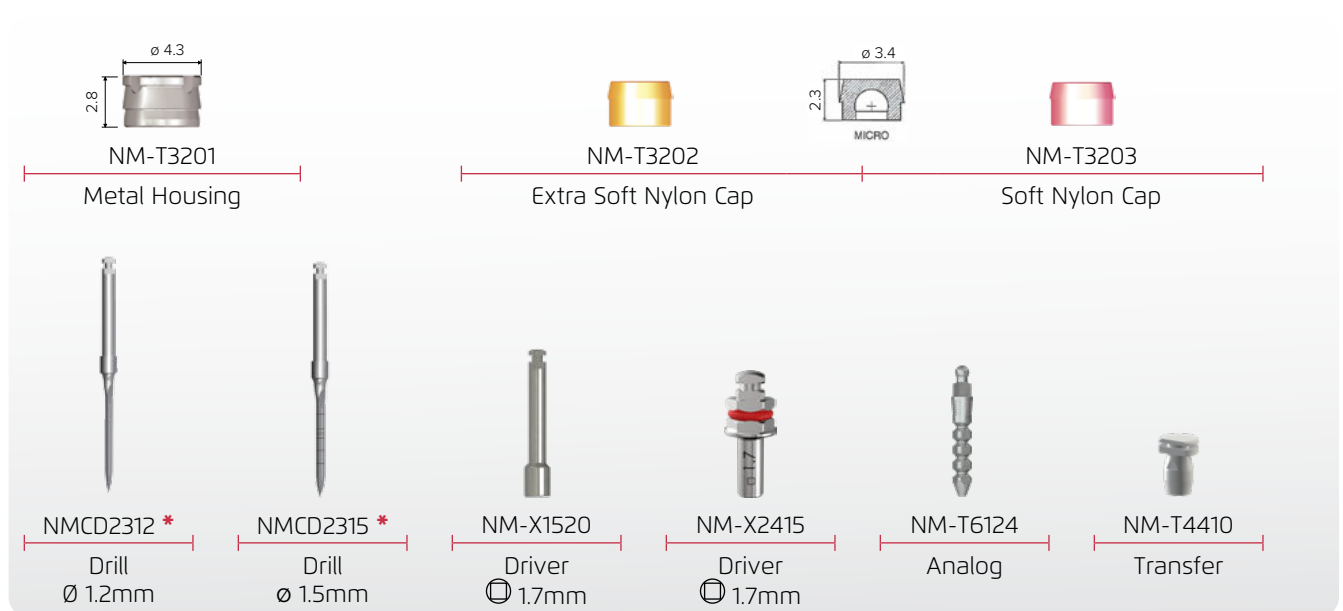 ø 4.3
2.8
NM-T3201
Metal Housing
NM-T3202
Extra Soft Nylon Cap
ø 3.4
2.3
MICRO
NM-T3203
Soft Nylon Cap
NMCD2312 *
Drill
Ø 1.2mm
NMCD2315 *
Drill
ø 1.5mm
NM-X1520
Driver
1.7mm
□ 1.7
NM-X2415
Driver
1.7mm
NM-T6124
Analog
NM-T4410
Transfer